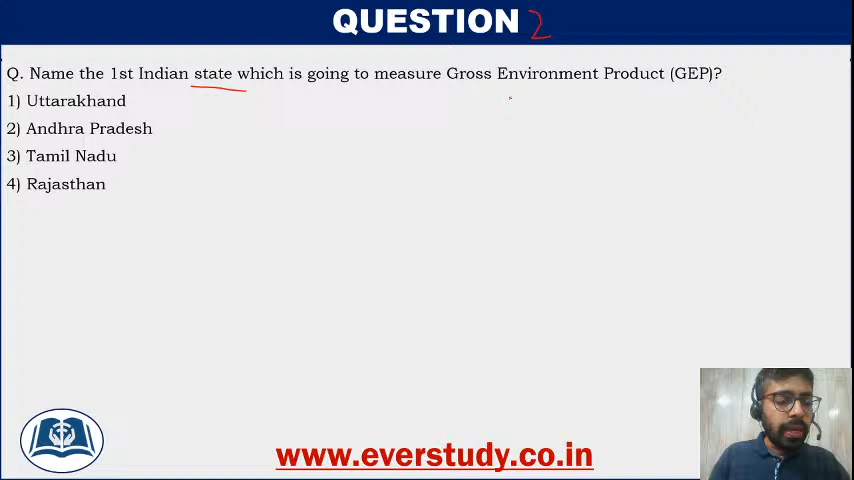 QUESTION 2
Q. Name the 1st Indian state which is going to measure Gross Environment Product (GEP)?
1) Uttarakhand
2) Andhra Pradesh
3) Tamil Nadu
4) Rajasthan
www.everstudy.co.in